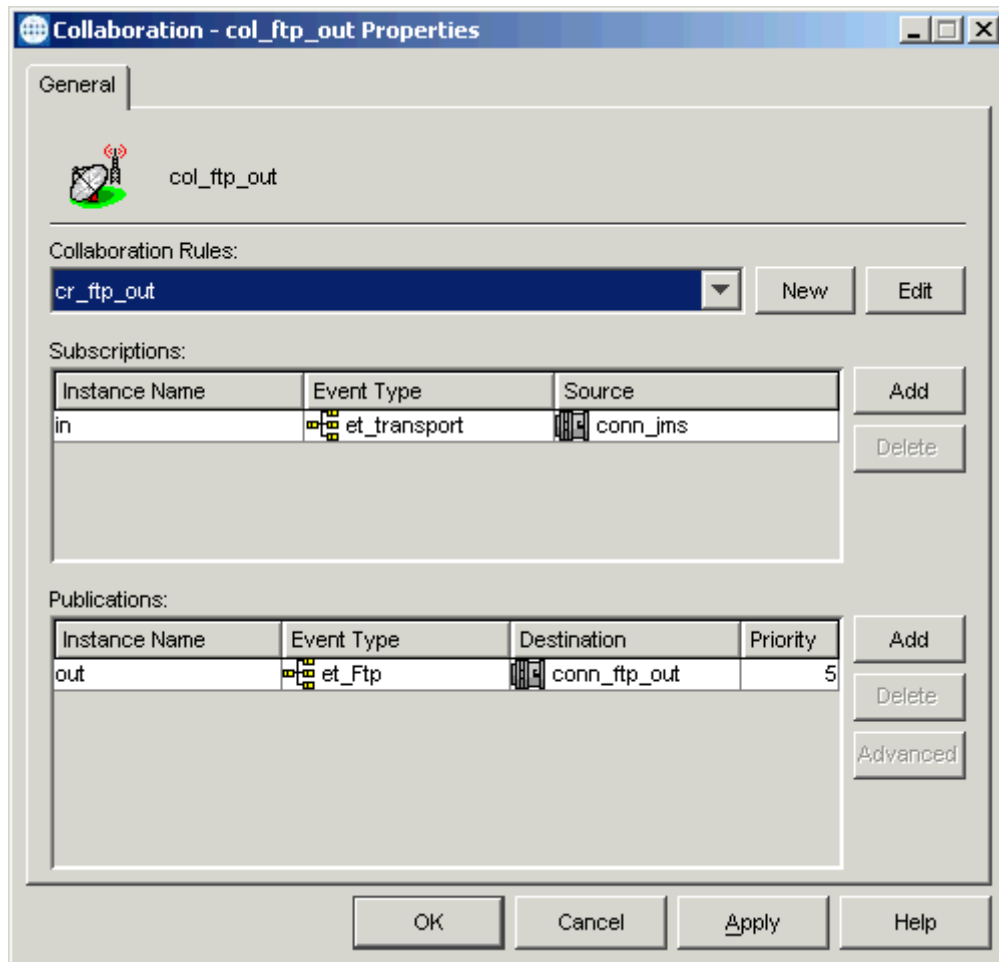 Collaboration - col_ftp_out Properties
General
col_ftp_out
Collaboration Rules:
cr_ftp_out New Edit
Subscriptions:
Instance Name Event Type Source Add
in et_transport conn_jms
Delete
Publications:
Instance Name Event Type Destination Priority Add
out et_Ftp conn_ftp_out 5
Delete
Advanced
OK Cancel Apply Help